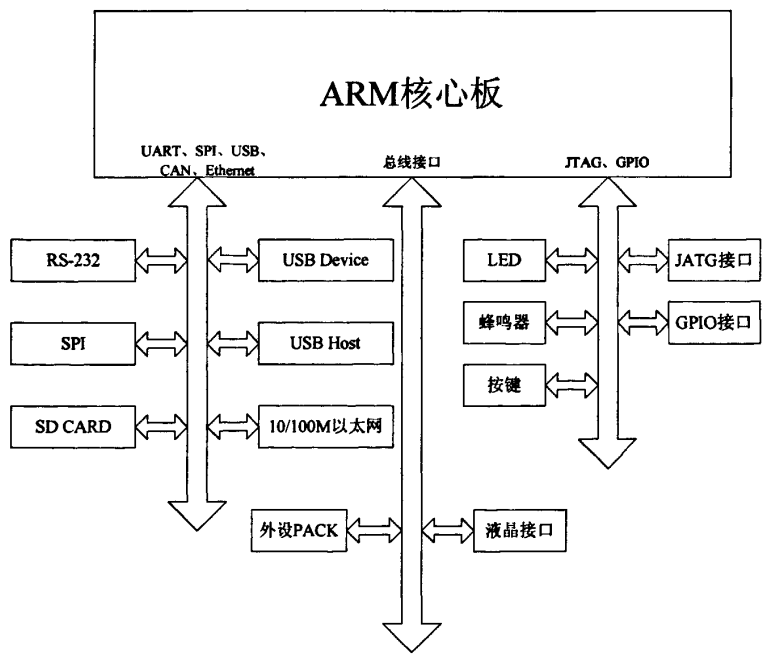 ARM核心板
UART、SPI、USB、
CAN、Ethernet
总线接口
JTAG、GPIO
RS-232
USB Device
LED
JATG接口
SPI
USB Host
蜂鸣器
GPIO接口
按键
SD CARD
10/100M以太网
外设PACK
液晶接口